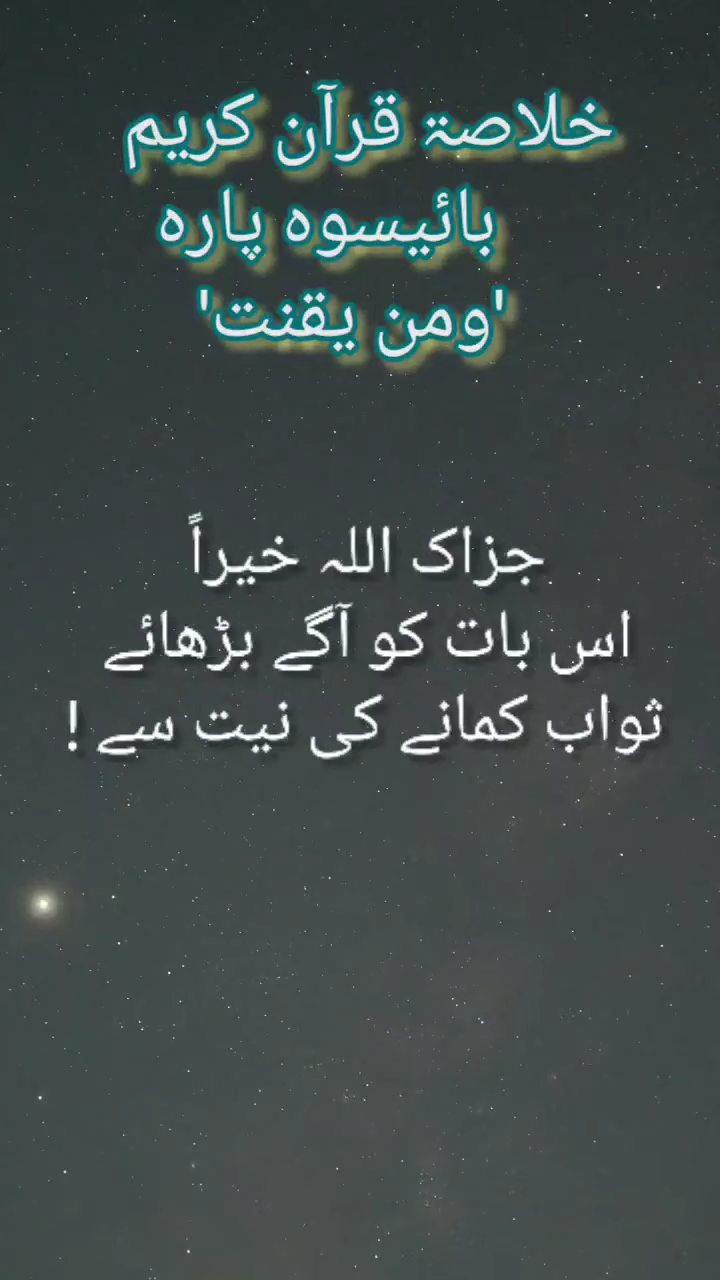 خلاصۃ قرآن کریم
بائیسوہ پارہ
'ومن یقنت'
جزاک اللہ خیراً
اس بات کو آگے بڑھائے
ثواب کمانے کی نیت سے !